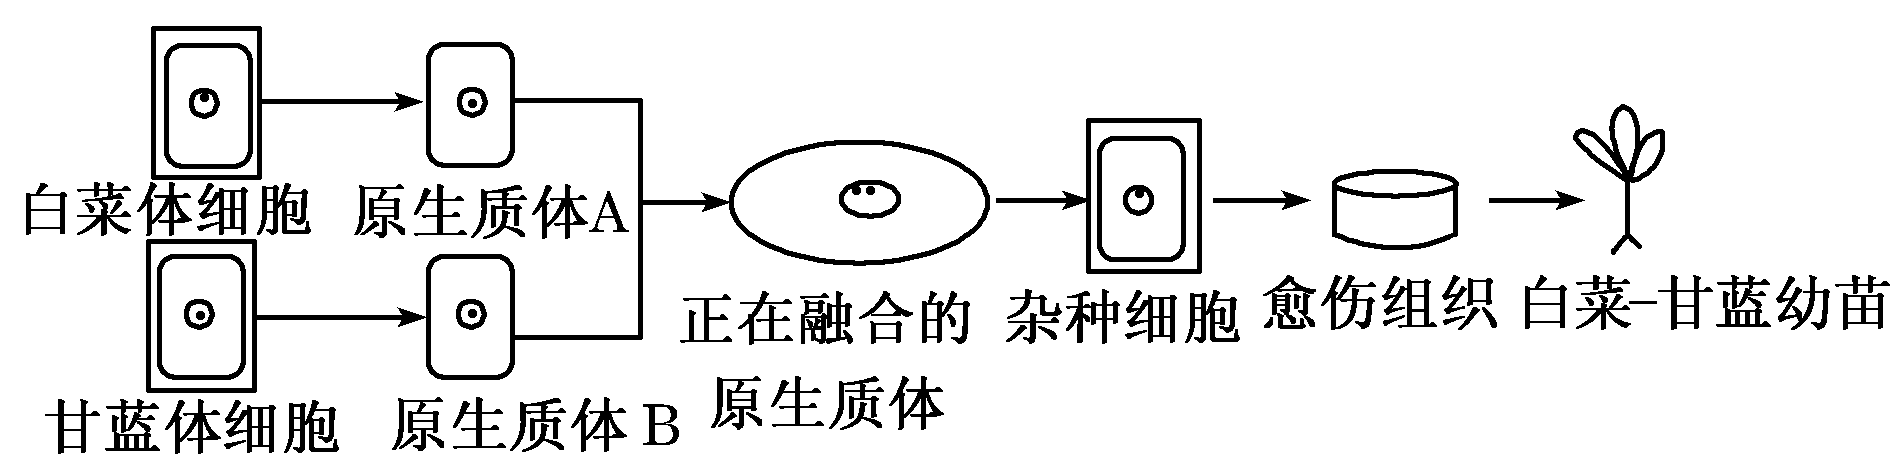 白菜体细胞
原生质体A
甘蓝体细胞
原生质体B
正在融合的
原生质体
杂种细胞
愈伤组织
白菜-甘蓝幼苗